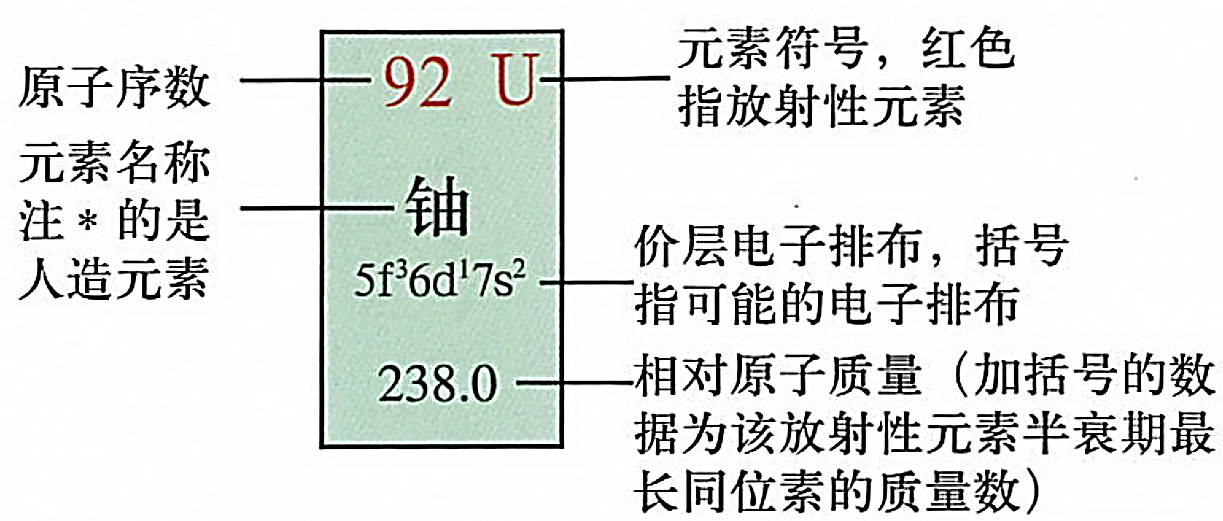 原子序数
元素名称
注*的是
人造元素
92 U
铀
5f³6d¹7s²
238.0
元素符号，红色
指放射性元素
价层电子排布，括号
指可能的电子排布
相对原子质量（加括号的数
据为该放射性元素半衰期最
长同位素的质量数）